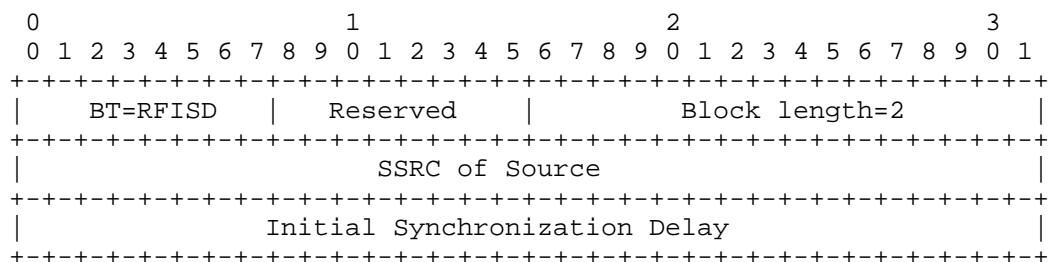 0                   1                   2                   3
 0 1 2 3 4 5 6 7 8 9 0 1 2 3 4 5 6 7 8 9 0 1 2 3 4 5 6 7 8 9 0 1
+-+-+-+-+-+-+-+-+-+-+-+-+-+-+-+-+-+-+-+-+-+-+-+-+-+-+-+-+-+-+-+-+
|    BT=RFISD   |   Reserved    |         Block length=2        |
+-+-+-+-+-+-+-+-+-+-+-+-+-+-+-+-+-+-+-+-+-+-+-+-+-+-+-+-+-+-+-+-+
|                      SSRC of Source                           |
+-+-+-+-+-+-+-+-+-+-+-+-+-+-+-+-+-+-+-+-+-+-+-+-+-+-+-+-+-+-+-+-+
|               Initial Synchronization Delay                   |
+-+-+-+-+-+-+-+-+-+-+-+-+-+-+-+-+-+-+-+-+-+-+-+-+-+-+-+-+-+-+-+-+